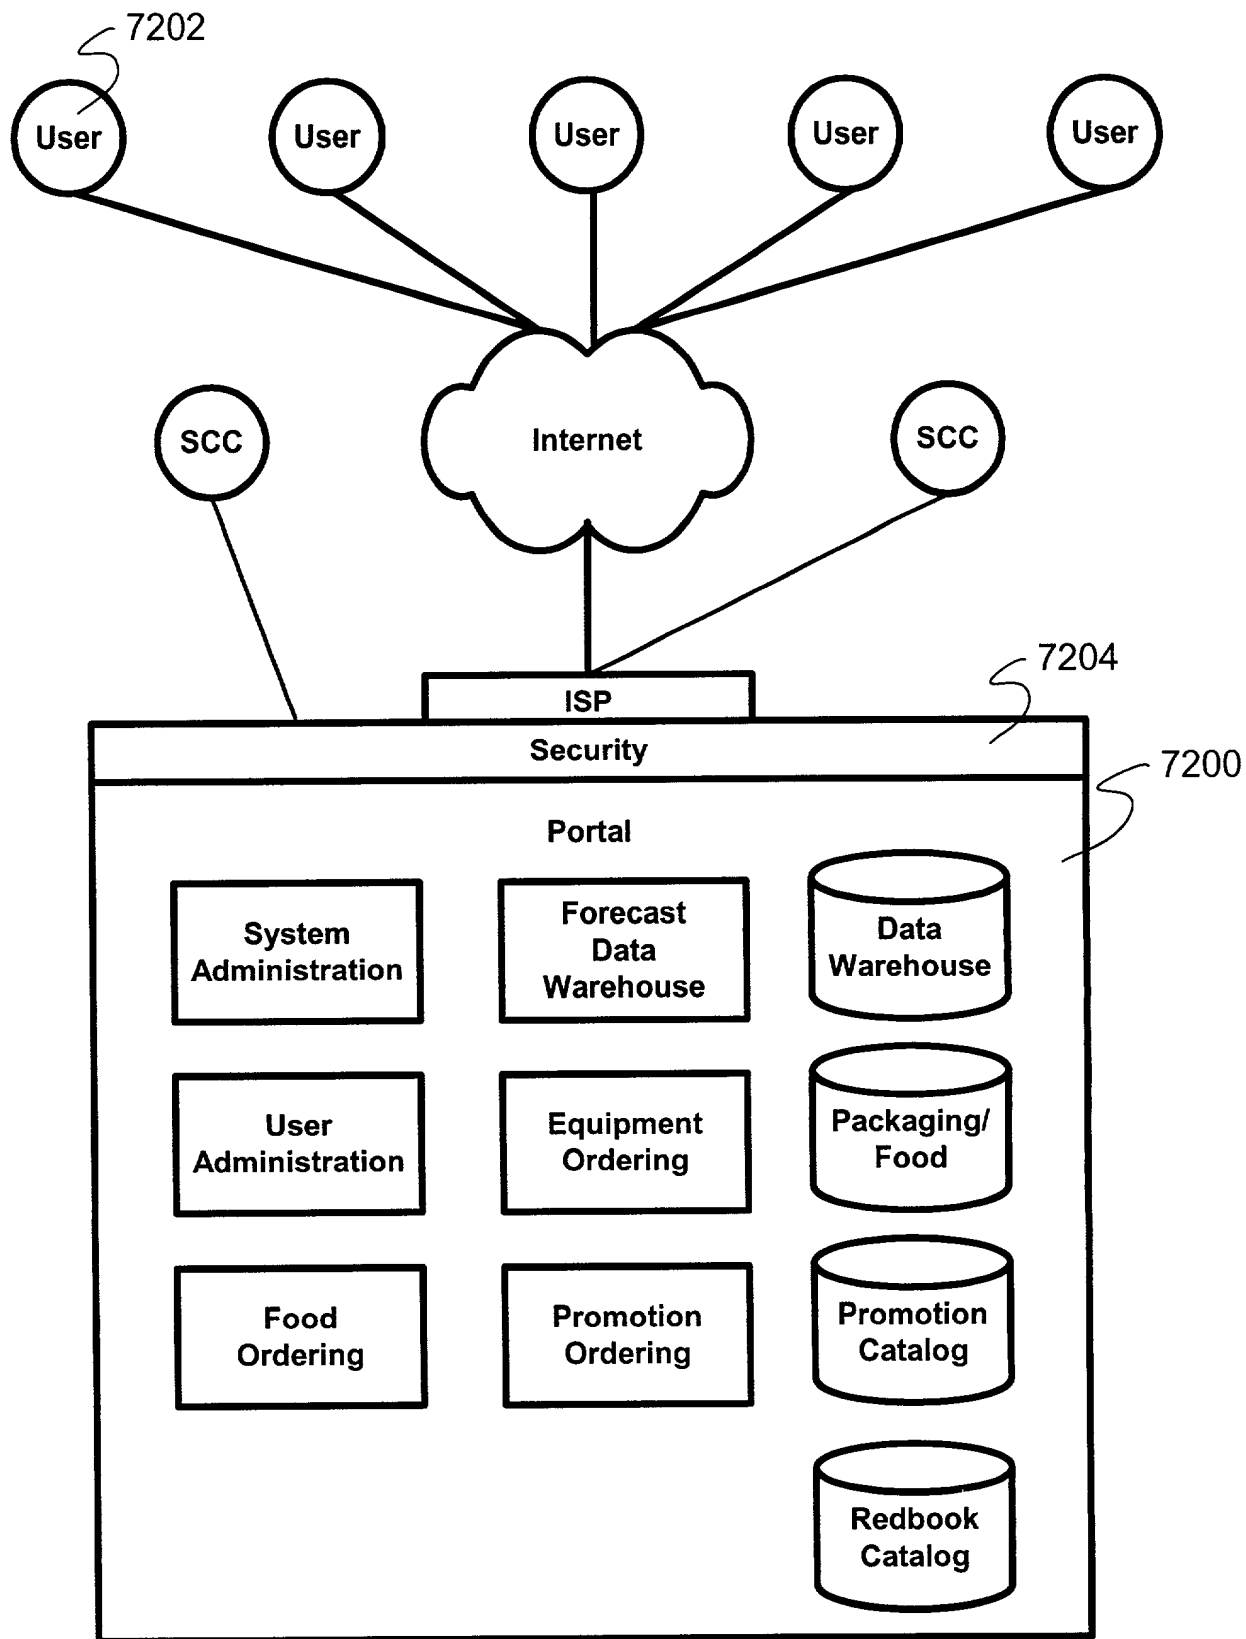 7202
User
User
User
User
User
SCC
Internet
SCC
7204
ISP
Security
7200
Portal
System
Administration
Forecast
Data
Warehouse
Data
Warehouse
User
Administration
Equipment
Ordering
Packaging/
Food
Food
Ordering
Promotion
Ordering
Promotion
Catalog
Redbook
Catalog